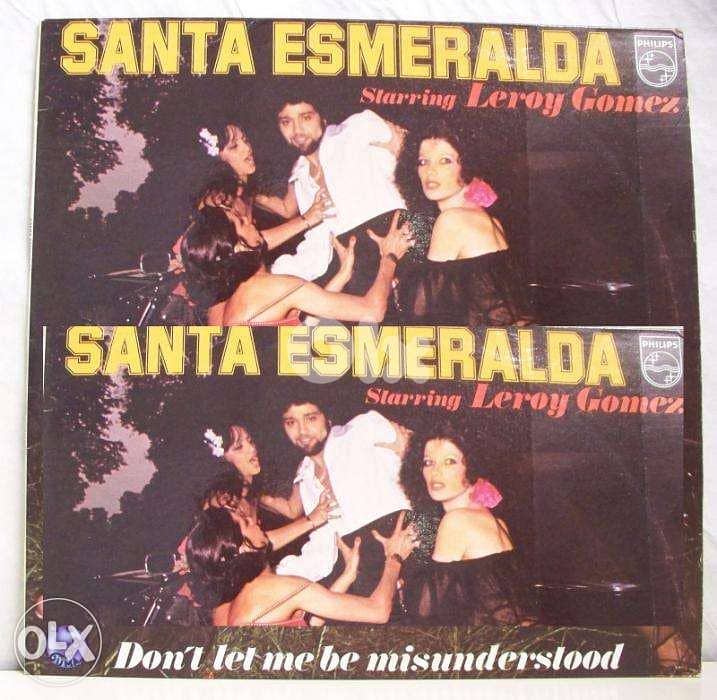 SANTA ESMERALDA
PHILIPS
Starring Leroy Gomez
SANTA ESMERALDA
PHILIPS
Starring Leroy Gomez
OLX
Don't let me be misunderstood